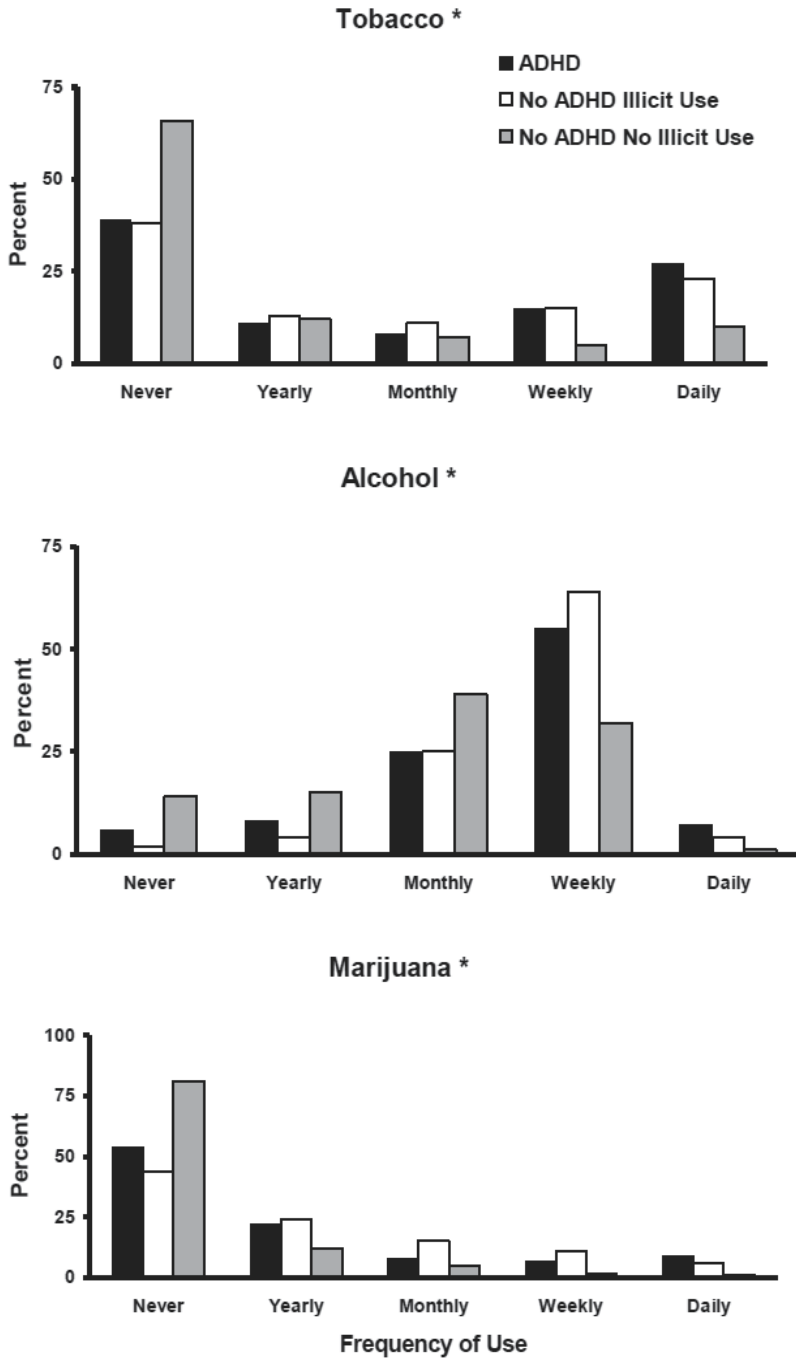 Tobacco *
ADHD
No ADHD Illicit Use
No ADHD No Illicit Use
75
50
25
0
Percent
Never Yearly Monthly Weekly Daily
Alcohol *
75
50
25
0
Percent
Never Yearly Monthly Weekly Daily
Marijuana *
100
75
50
25
0
Percent
Never Yearly Monthly Weekly Daily
Frequency of Use